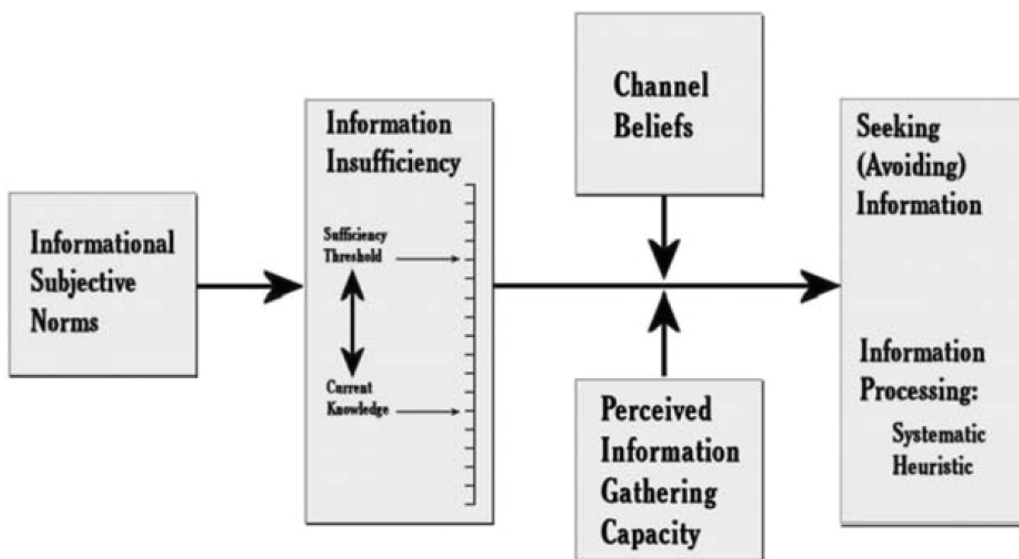 Informational
Subjective
Norms
Information
Insufficiency
Sufficiency
Threshold
Current
Knowledge
Channel
Beliefs
Perceived
Information
Gathering
Capacity
Seeking
(Avoiding)
Information
Information
Processing:
Systematic
Heuristic